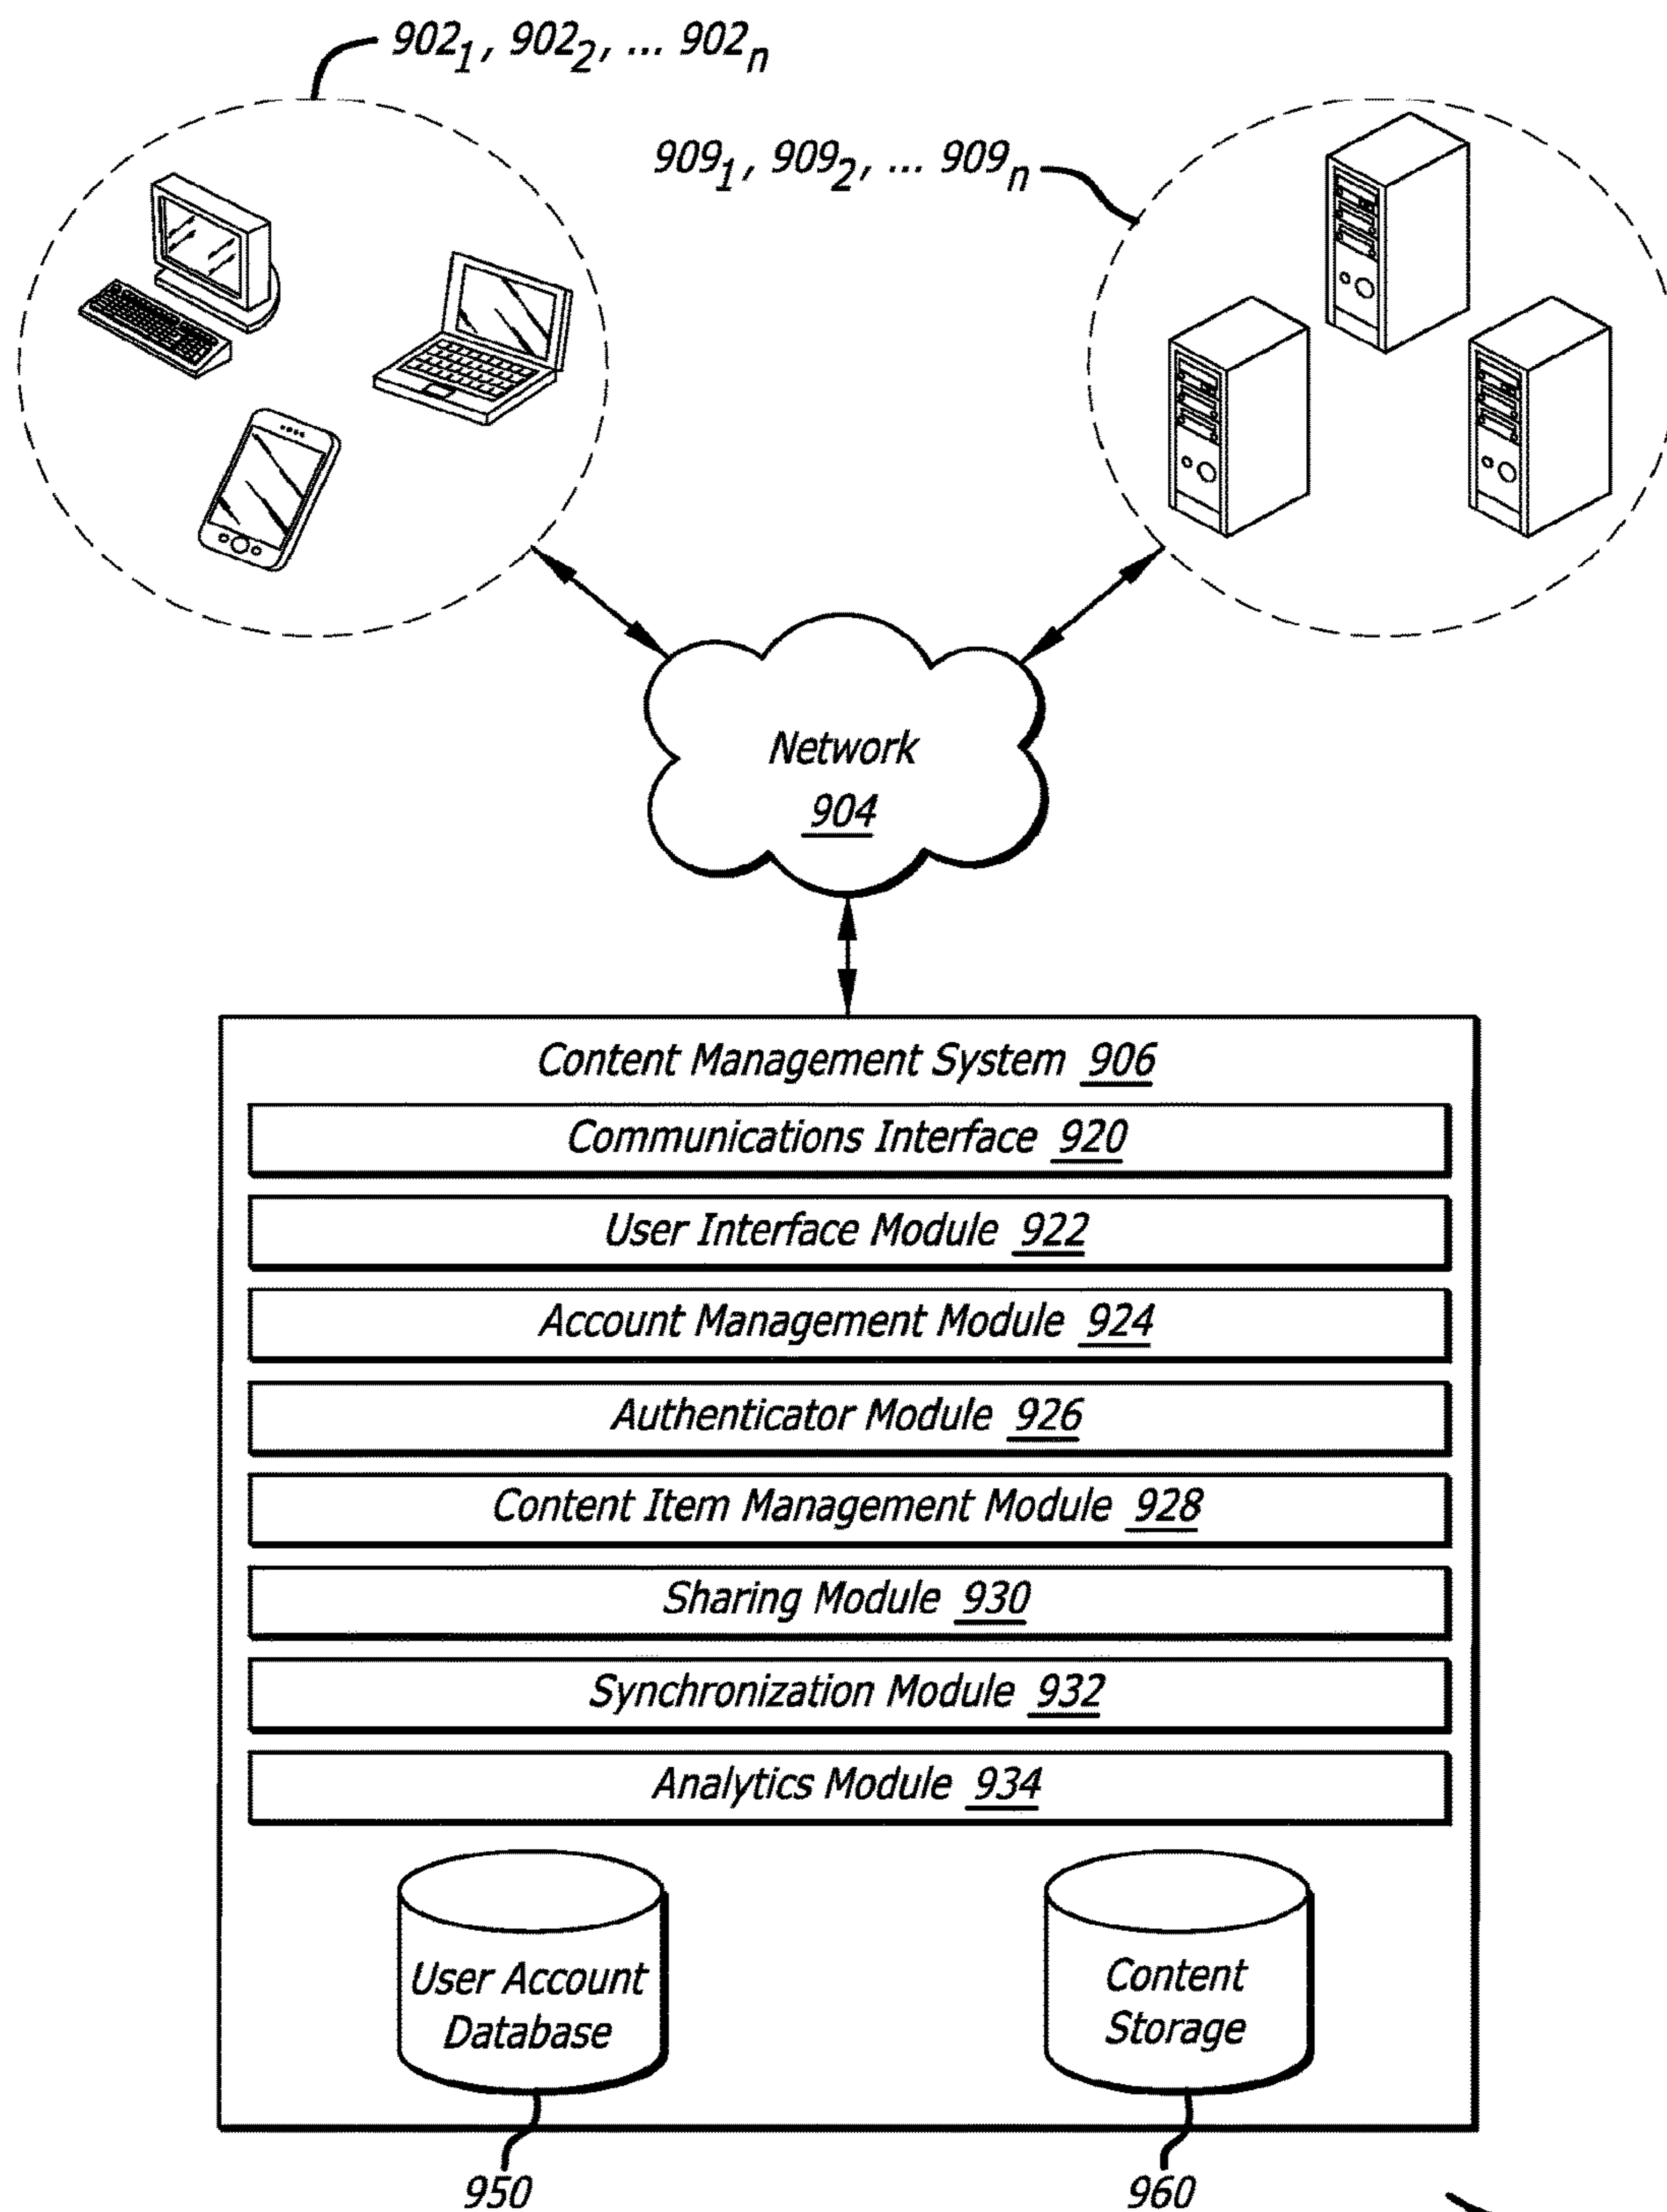 902₁, 902₂, ... 902ₙ
909₁, 909₂, ... 909ₙ
Network
904
Content Management System 906
Communications Interface 920
User Interface Module 922
Account Management Module 924
Authenticator Module 926
Content Item Management Module 928
Sharing Module 930
Synchronization Module 932
Analytics Module 934
User Account
Database
Content
Storage
950
960